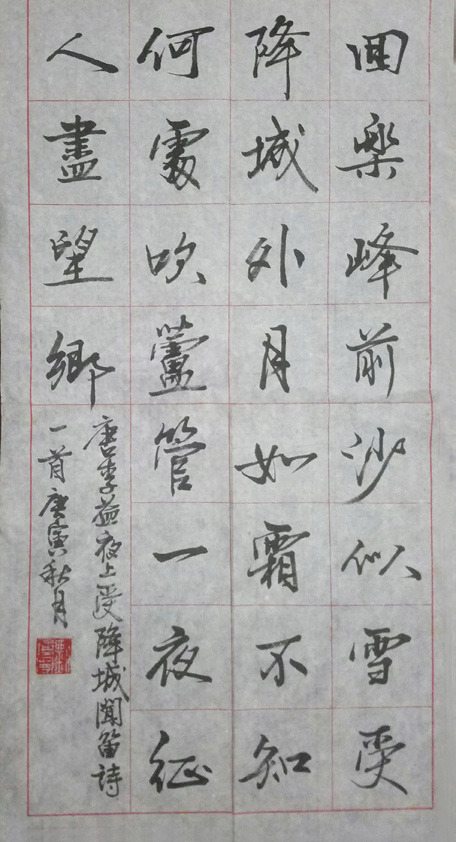 回樂峰前沙似雪受
降城外月如霜不知
何處吹蘆管一夜征
人盡望鄉
唐李益夜上受降城聞笛詩
一首庚寅秋月